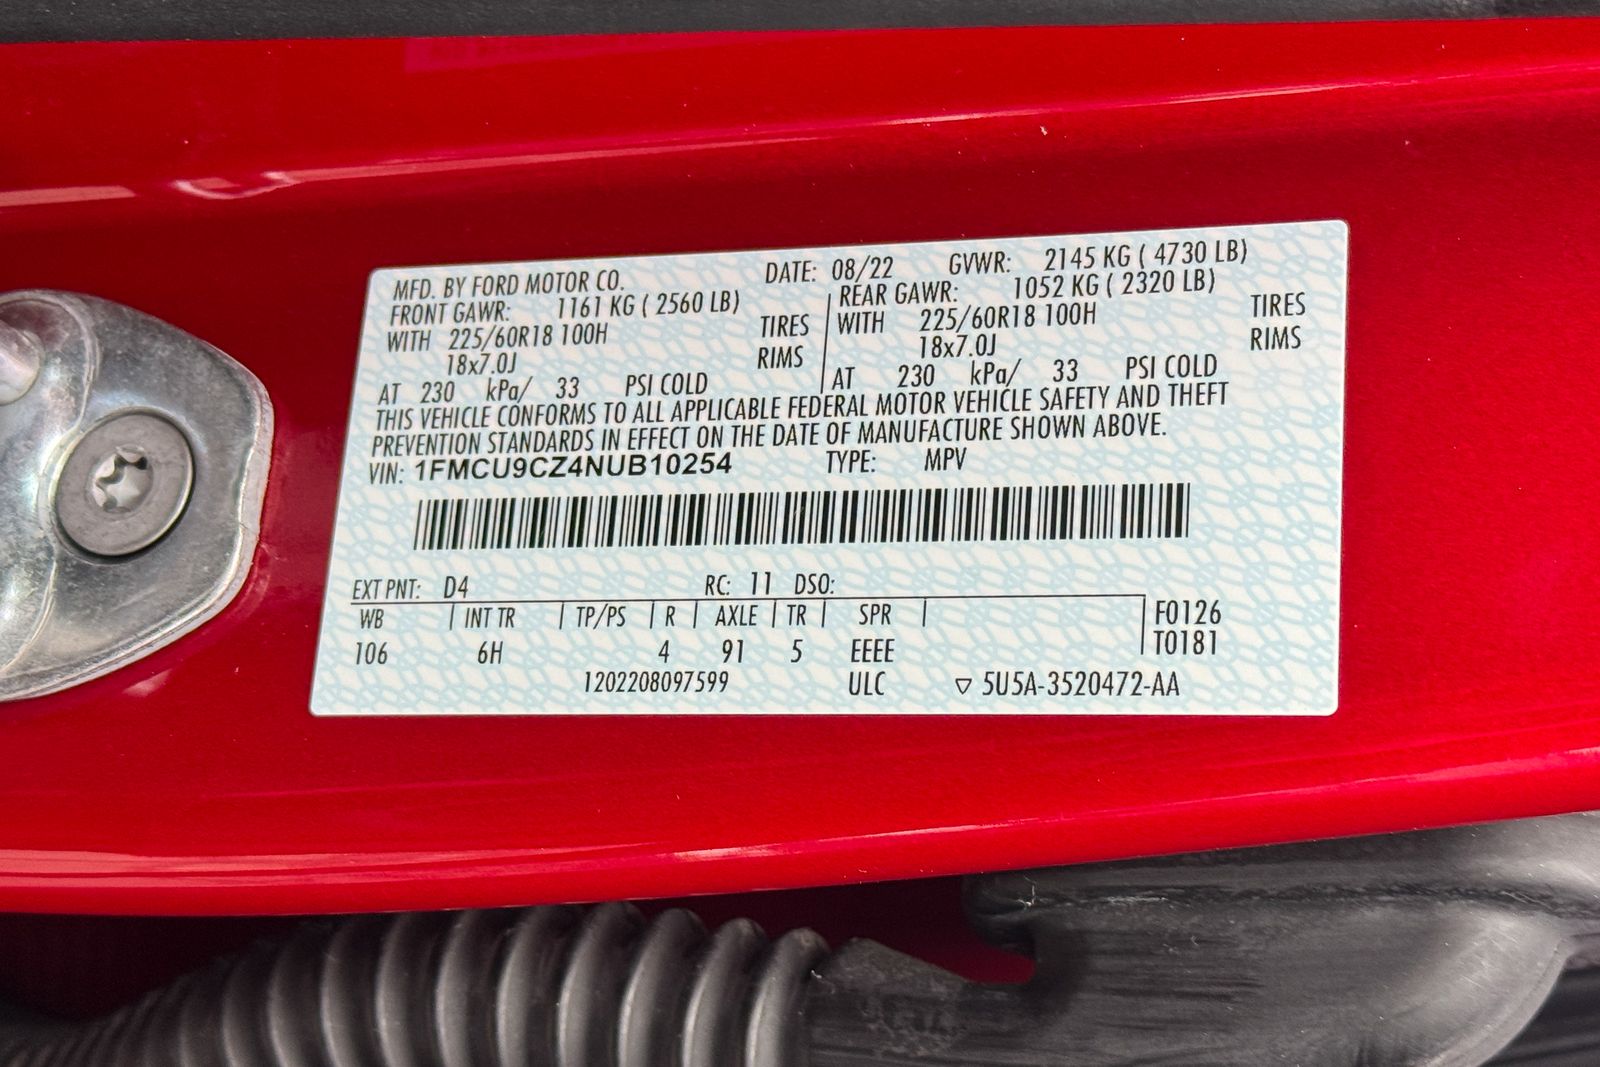 MFD. BY FORD MOTOR CO. DATE: 08/22 GVWR: 2145 KG ( 4730 LB)
FRONT GAWR: 1161 KG ( 2560 LB) REAR GAWR: 1052 KG ( 2320 LB)
WITH 225/60R18 100H TIRES WITH 225/60R18 100H TIRES
18x7.0J RIMS 18x7.0J RIMS
AT 230 kPa/ 33 PSI COLD AT 230 kPa/ 33 PSI COLD
THIS VEHICLE CONFORMS TO ALL APPLICABLE FEDERAL MOTOR VEHICLE SAFETY AND THEFT
PREVENTION STANDARDS IN EFFECT ON THE DATE OF MANUFACTURE SHOWN ABOVE.
VIN: 1FMCU9CZ4NUB10254 TYPE: MPV
EXT PNT: D4 RC: 11 DSO:
WB INT TR TP/PS R AXLE TR SPR F0126
106 6H 4 91 5 EEEE T0181
1202208097599 ULC 5U5A-3520472-AA